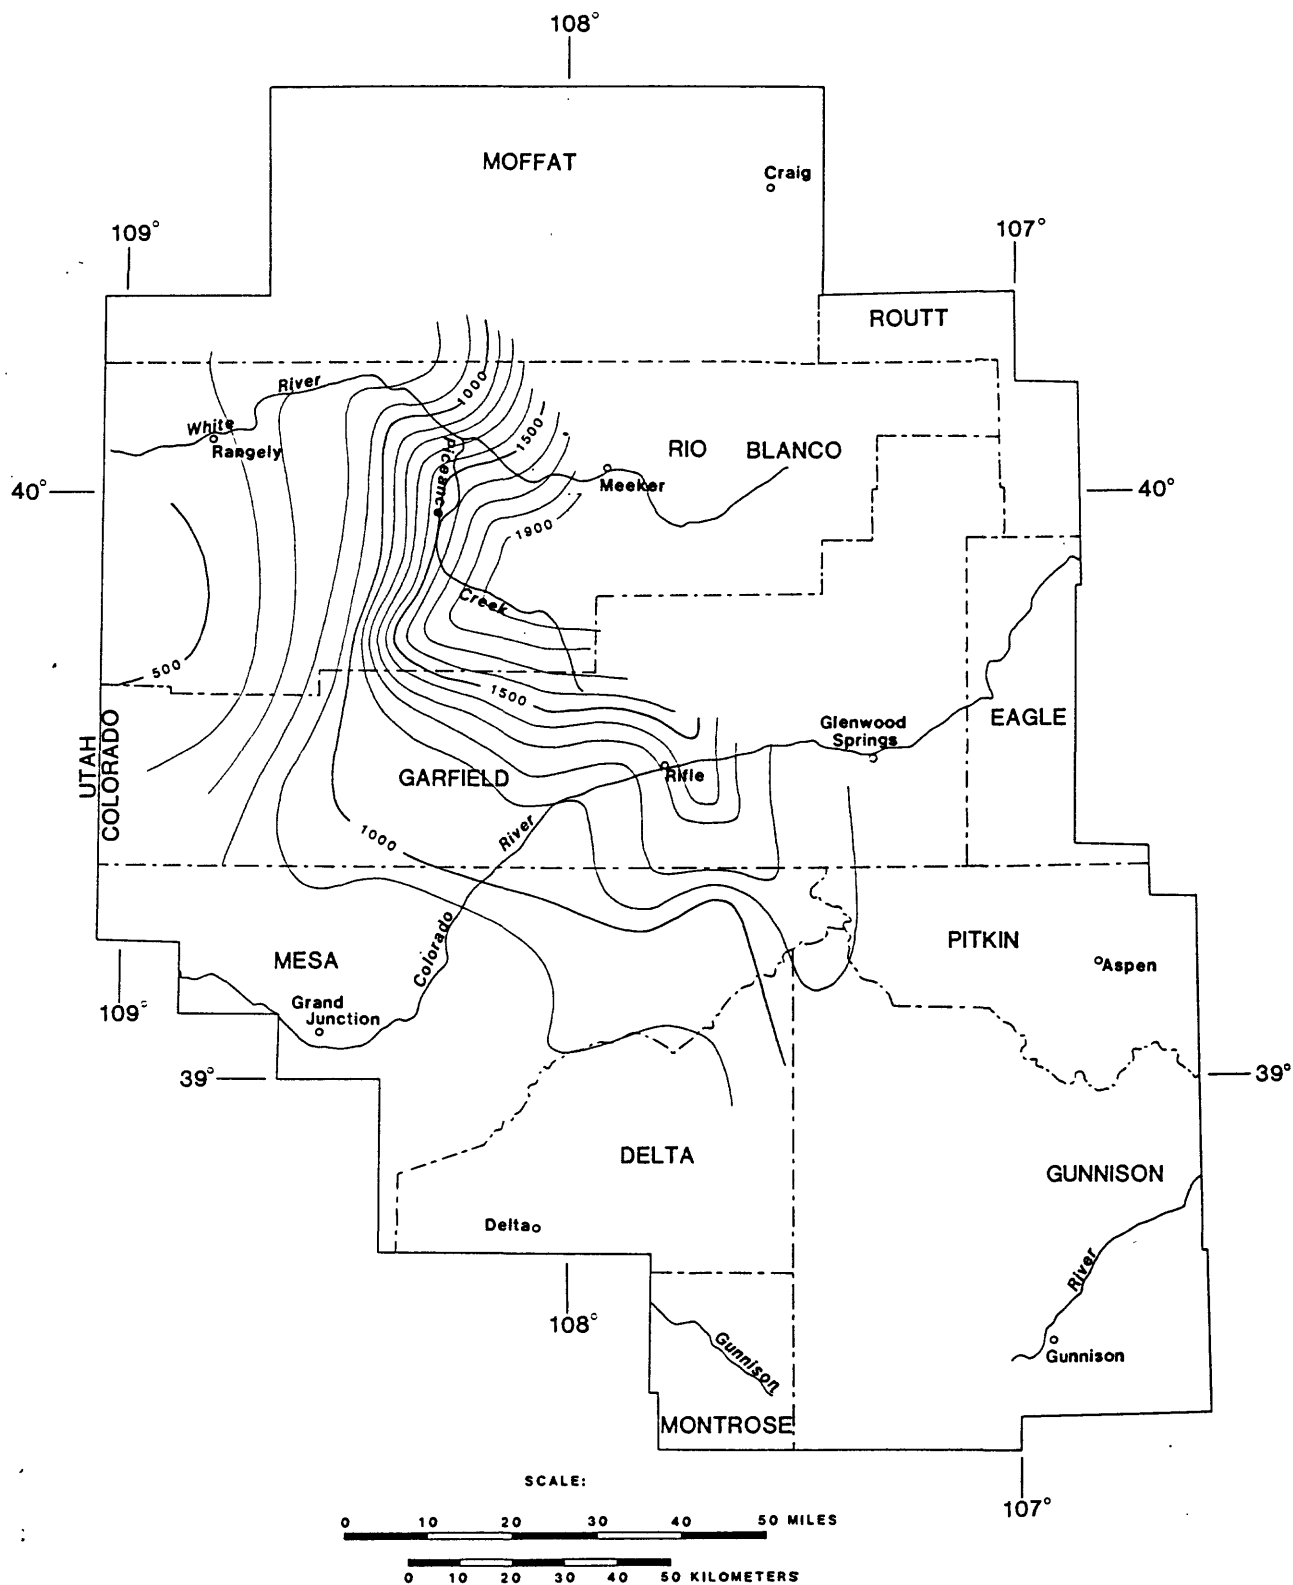 108°
MOFFAT
Craig
109°
107°
ROUTT
River
1000
White
Rangely
1500
RIO BLANCO
Piceance
Meeker
40°
40°
1900
Creek
500
1500
Glenwood
Springs
EAGLE
UTAH
COLORADO
GARFIELD
Rifle
1000
River
Colorado
PITKIN
Aspen
MESA
Grand
Junction
109°
39°
39°
DELTA
GUNNISON
Delta
River
108°
Gunnison
Gunnison
MONTROSE
107°
SCALE:
0 10 20 30 40 50 MILES
0 10 20 30 40 50 KILOMETERS